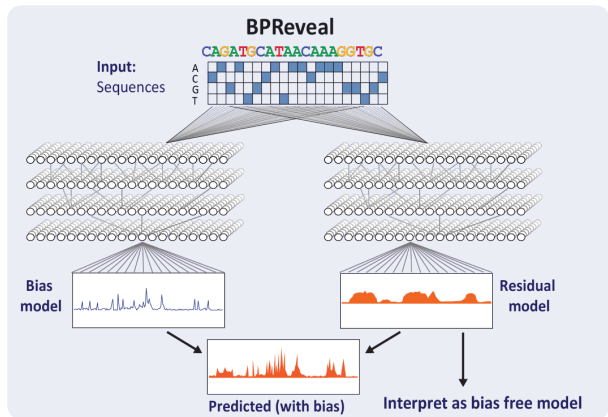 BPReveal
CAGATGCATAACAAAGGTGC
Input:
Sequences
A
C
G
T
Bias
model
Residual
model
Predicted (with bias)
Interpret as bias free model